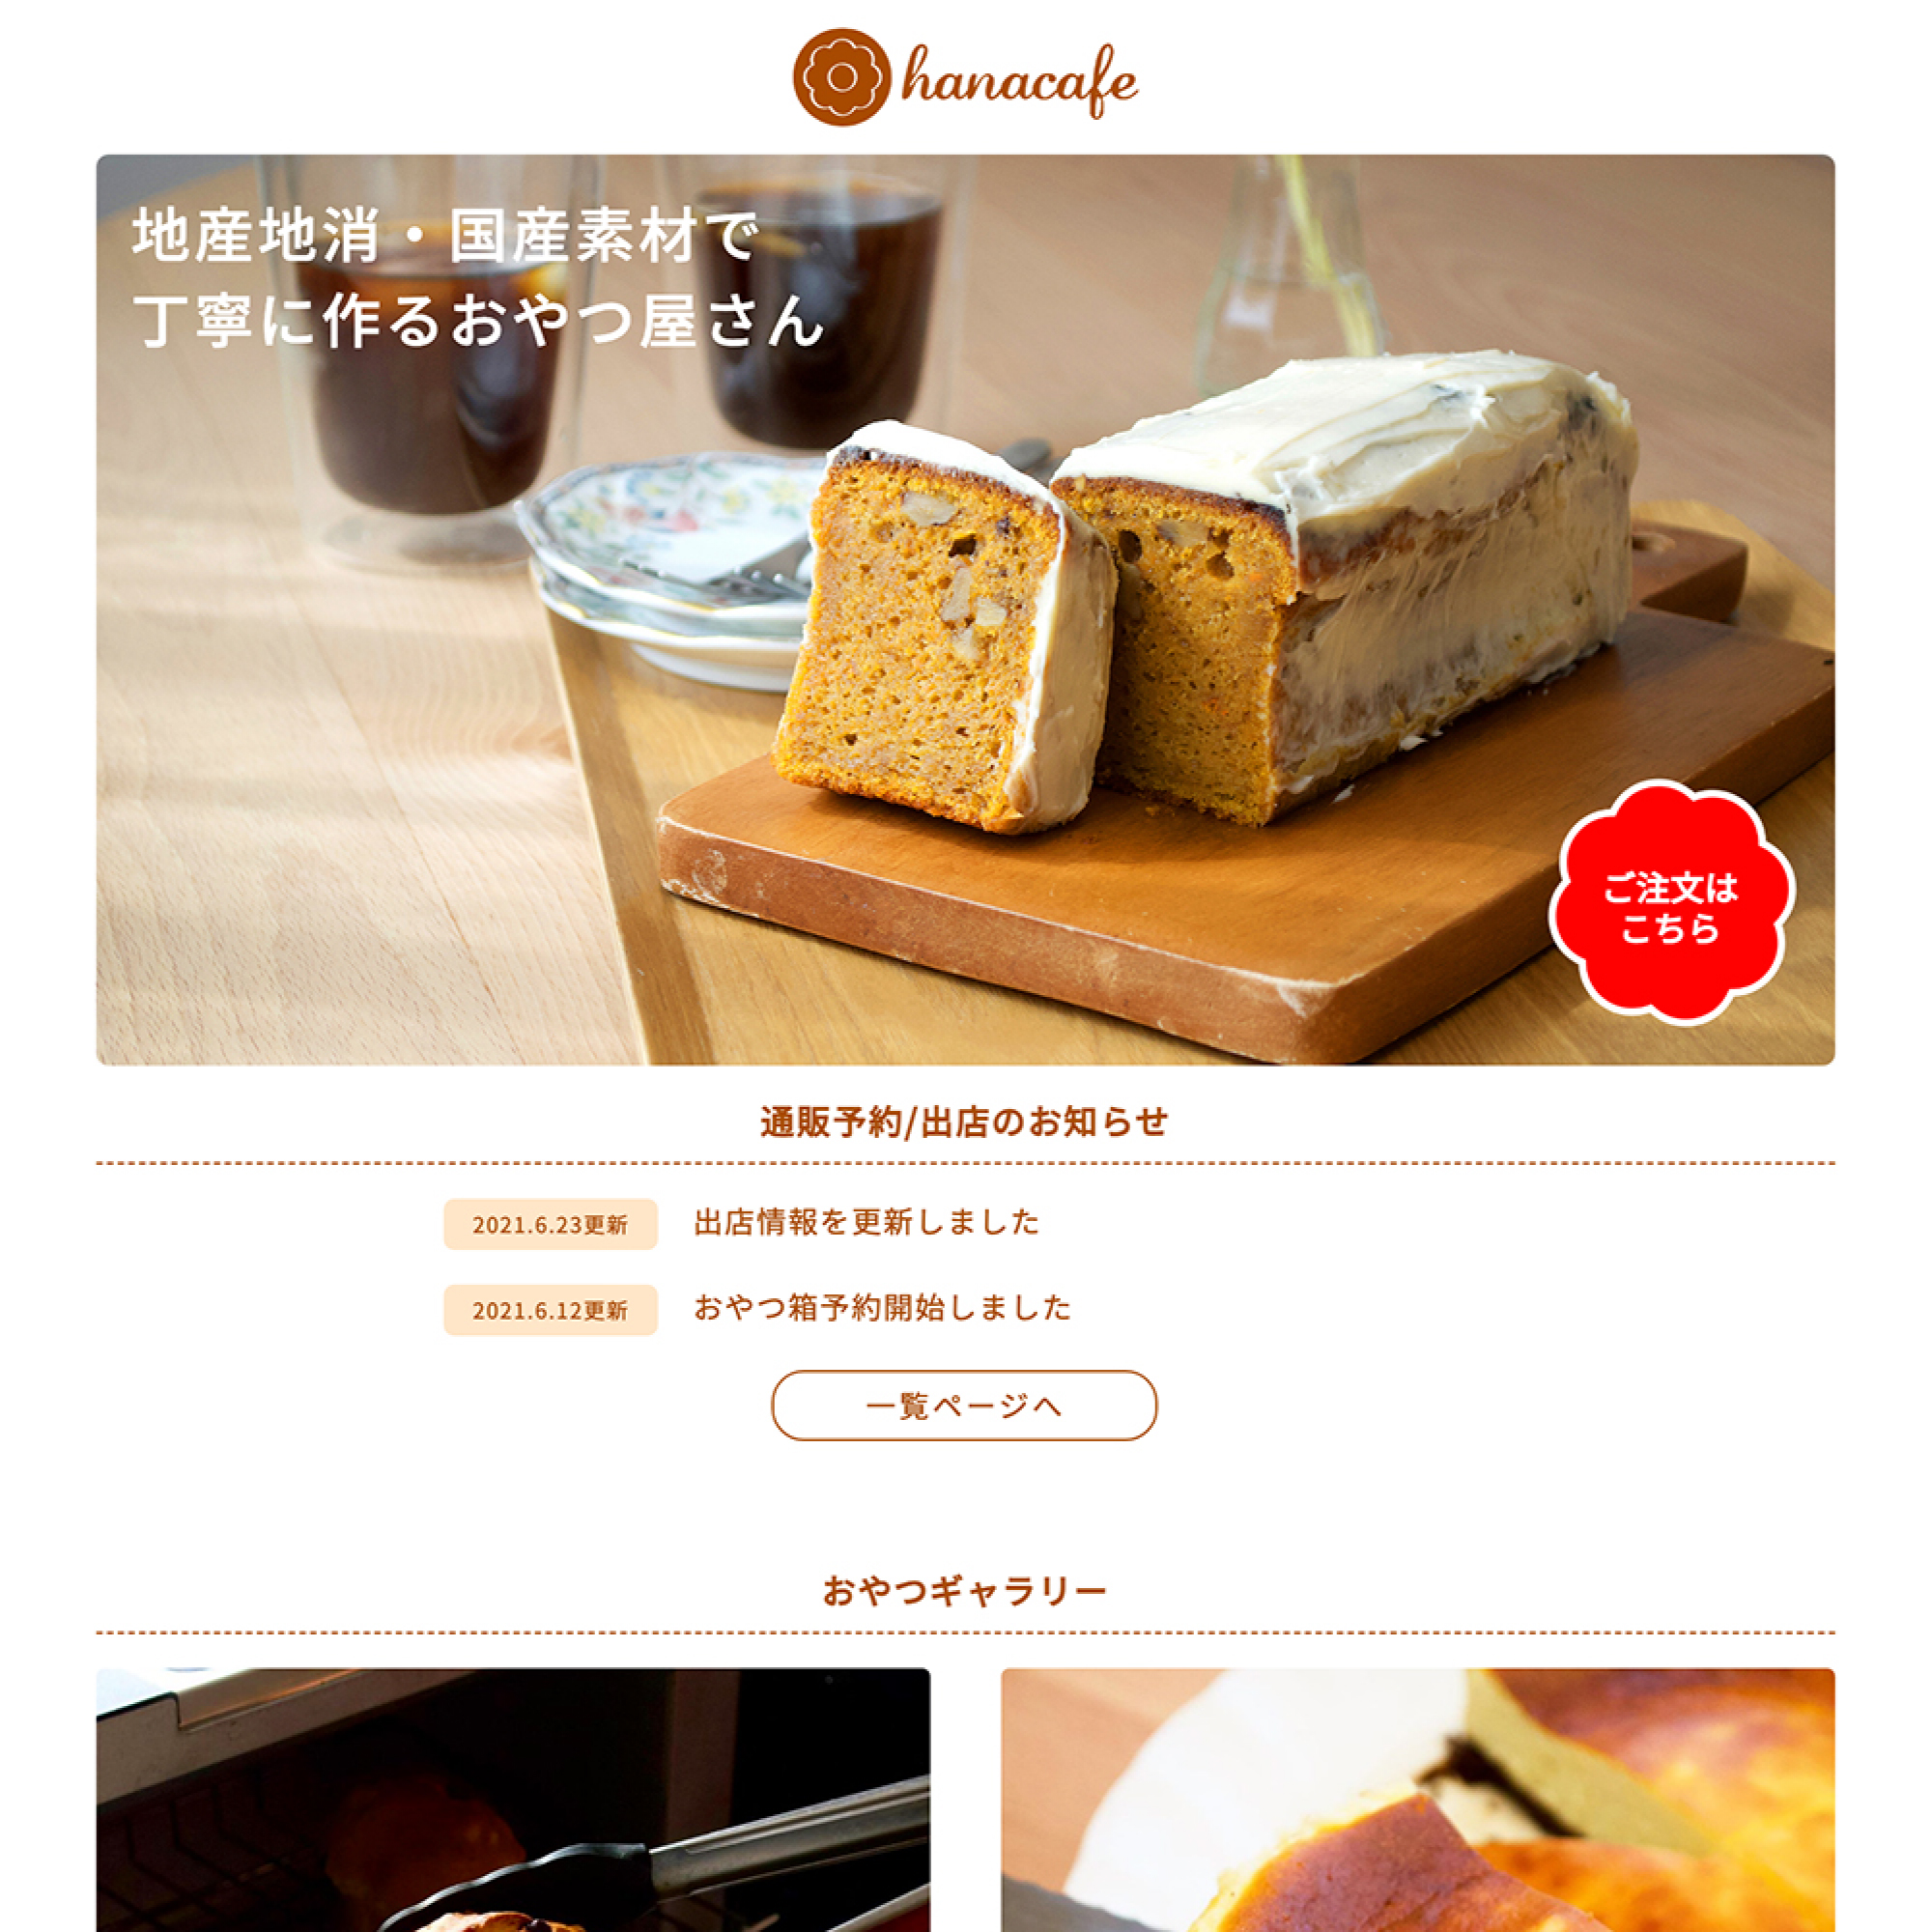 hanacafe
地産地消・国産素材で
丁寧に作るおやつ屋さん
ご注文は
こちら
通販予約/出店のお知らせ
2021.6.23更新 出店情報を更新しました
2021.6.12更新 おやつ箱予約開始しました
一覧ページへ
おやつギャラリー